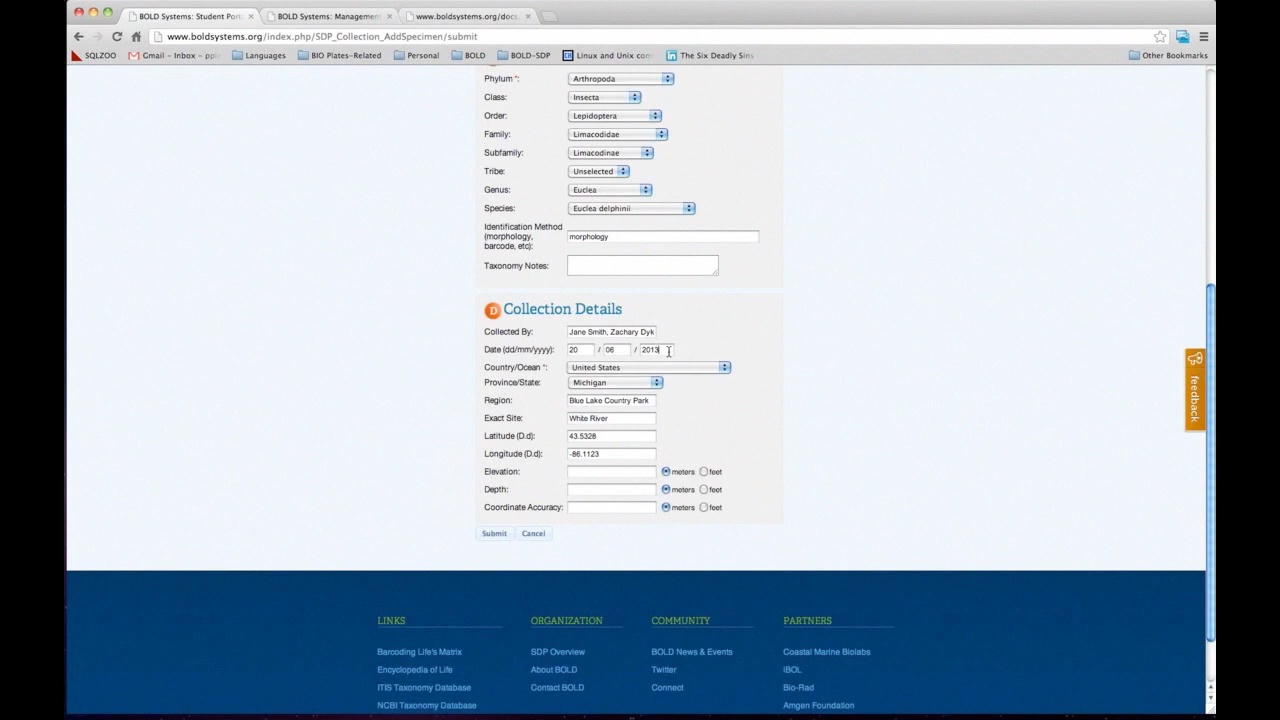 BOLD Systems: Student Port
BOLD Systems: Management
www.boldsystems.org/docs
www.boldsystems.org/index.php/SDP_Collection_AddSpecimen/submit
SQLZOO
Gmail - Inbox - ppl
Languages
BIO Plates-Related
Personal
BOLD
BOLD-SDP
Linux and Unix com
The Six Deadly Sins
Other Bookmarks
Phylum *: Arthropoda
Class: Insecta
Order: Lepidoptera
Family: Limacodidae
Subfamily: Limacodinae
Tribe: Unselected
Genus: Euclea
Species: Euclea delphinii
Identification Method
(morphology,
barcode, etc):
morphology
Taxonomy Notes:
D Collection Details
Collected By: Jane Smith, Zachary Dyk
Date (dd/mm/yyyy): 20 / 06 / 2013
Country/Ocean *: United States
Province/State: Michigan
Region: Blue Lake Country Park
Exact Site: White River
Latitude (D.d): 43.5328
Longitude (D.d): -86.1123
Elevation: meters feet
Depth: meters feet
Coordinate Accuracy: meters feet
Submit Cancel
feedback
LINKS
Barcoding Life's Matrix
Encyclopedia of Life
ITIS Taxonomy Database
NCBI Taxonomy Database
ORGANIZATION
SDP Overview
About BOLD
Contact BOLD
COMMUNITY
BOLD News & Events
Twitter
Connect
PARTNERS
Coastal Marine Biolabs
iBOL
Bio-Rad
Amgen Foundation